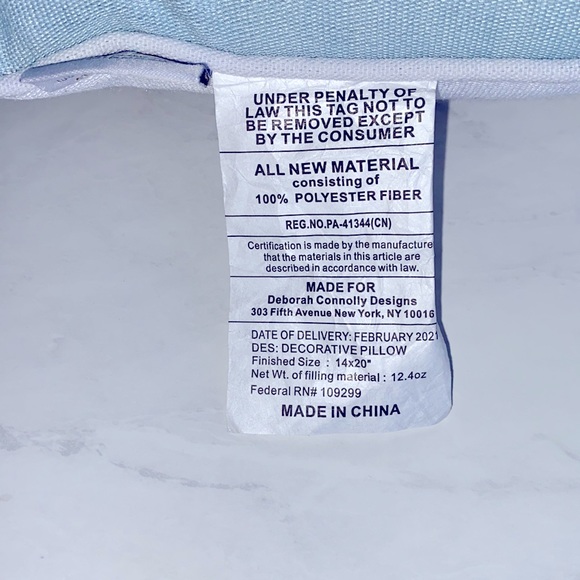 UNDER PENALTY OF
LAW THIS TAG NOT TO
BE REMOVED EXCEPT
BY THE CONSUMER
ALL NEW MATERIAL
consisting of
100% POLYESTER FIBER
REG.NO.PA-41344(CN)
Certification is made by the manufacture
that the materials in this article are
described in accordance with law.
MADE FOR
Deborah Connolly Designs
303 Fifth Avenue New York, NY 10016
DATE OF DELIVERY: FEBRUARY 2021
DES: DECORATIVE PILLOW
Finished Size : 14x20"
Net Wt. of filling material : 12.4oz
Federal RN# 109299
MADE IN CHINA